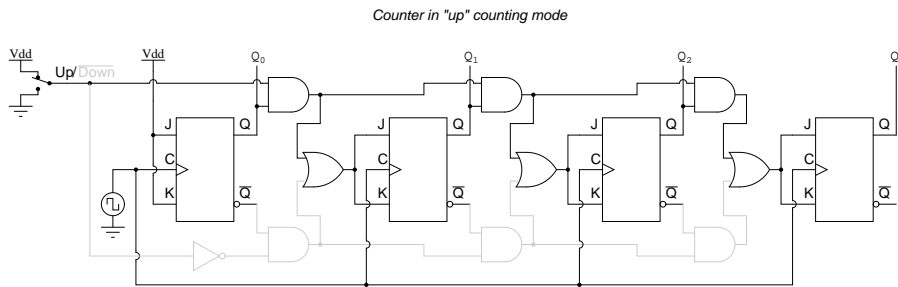 Counter in "up" counting mode
Vdd Vdd Q0 Q1 Q2 Q
Up/Down
J Q J Q J Q J Q
C C C C
K Q K Q K Q K Q